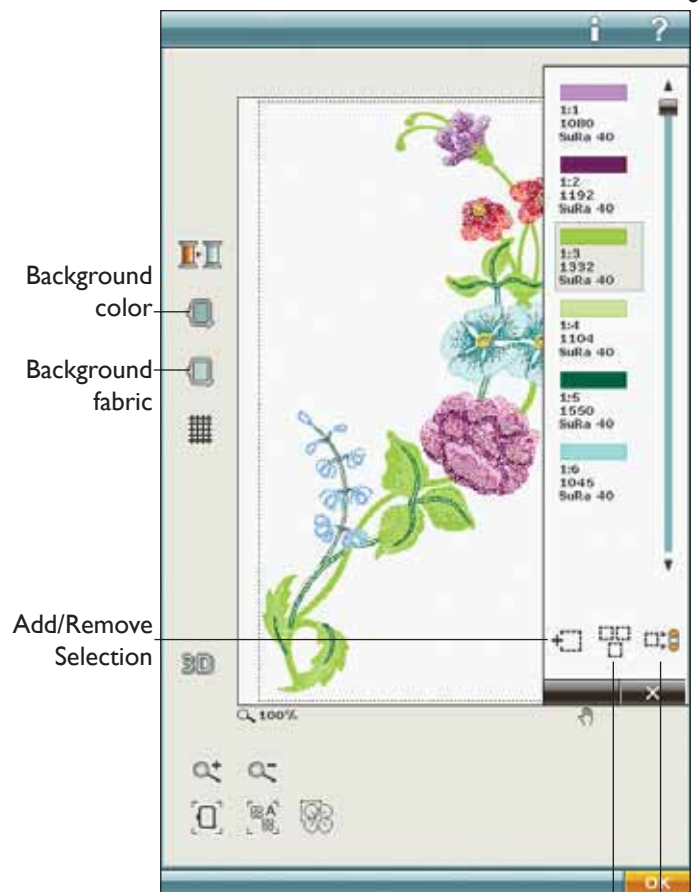 i ?
1:1
1080
SuRa 40
1:2
1192
SuRa 40
1:3
1332
SuRa 40
1:4
1104
SuRa 40
1:5
1550
SuRa 40
1:6
1045
SuRa 40
Background
color
Background
fabric
Add/Remove
Selection
3D
100%
A
OK